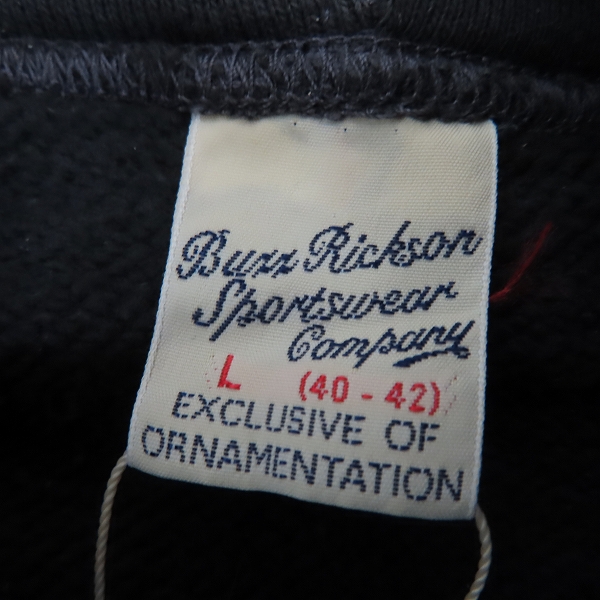 Buzz Rickson
Sportswear
Company
L (40 - 42)
EXCLUSIVE OF
ORNAMENTATION